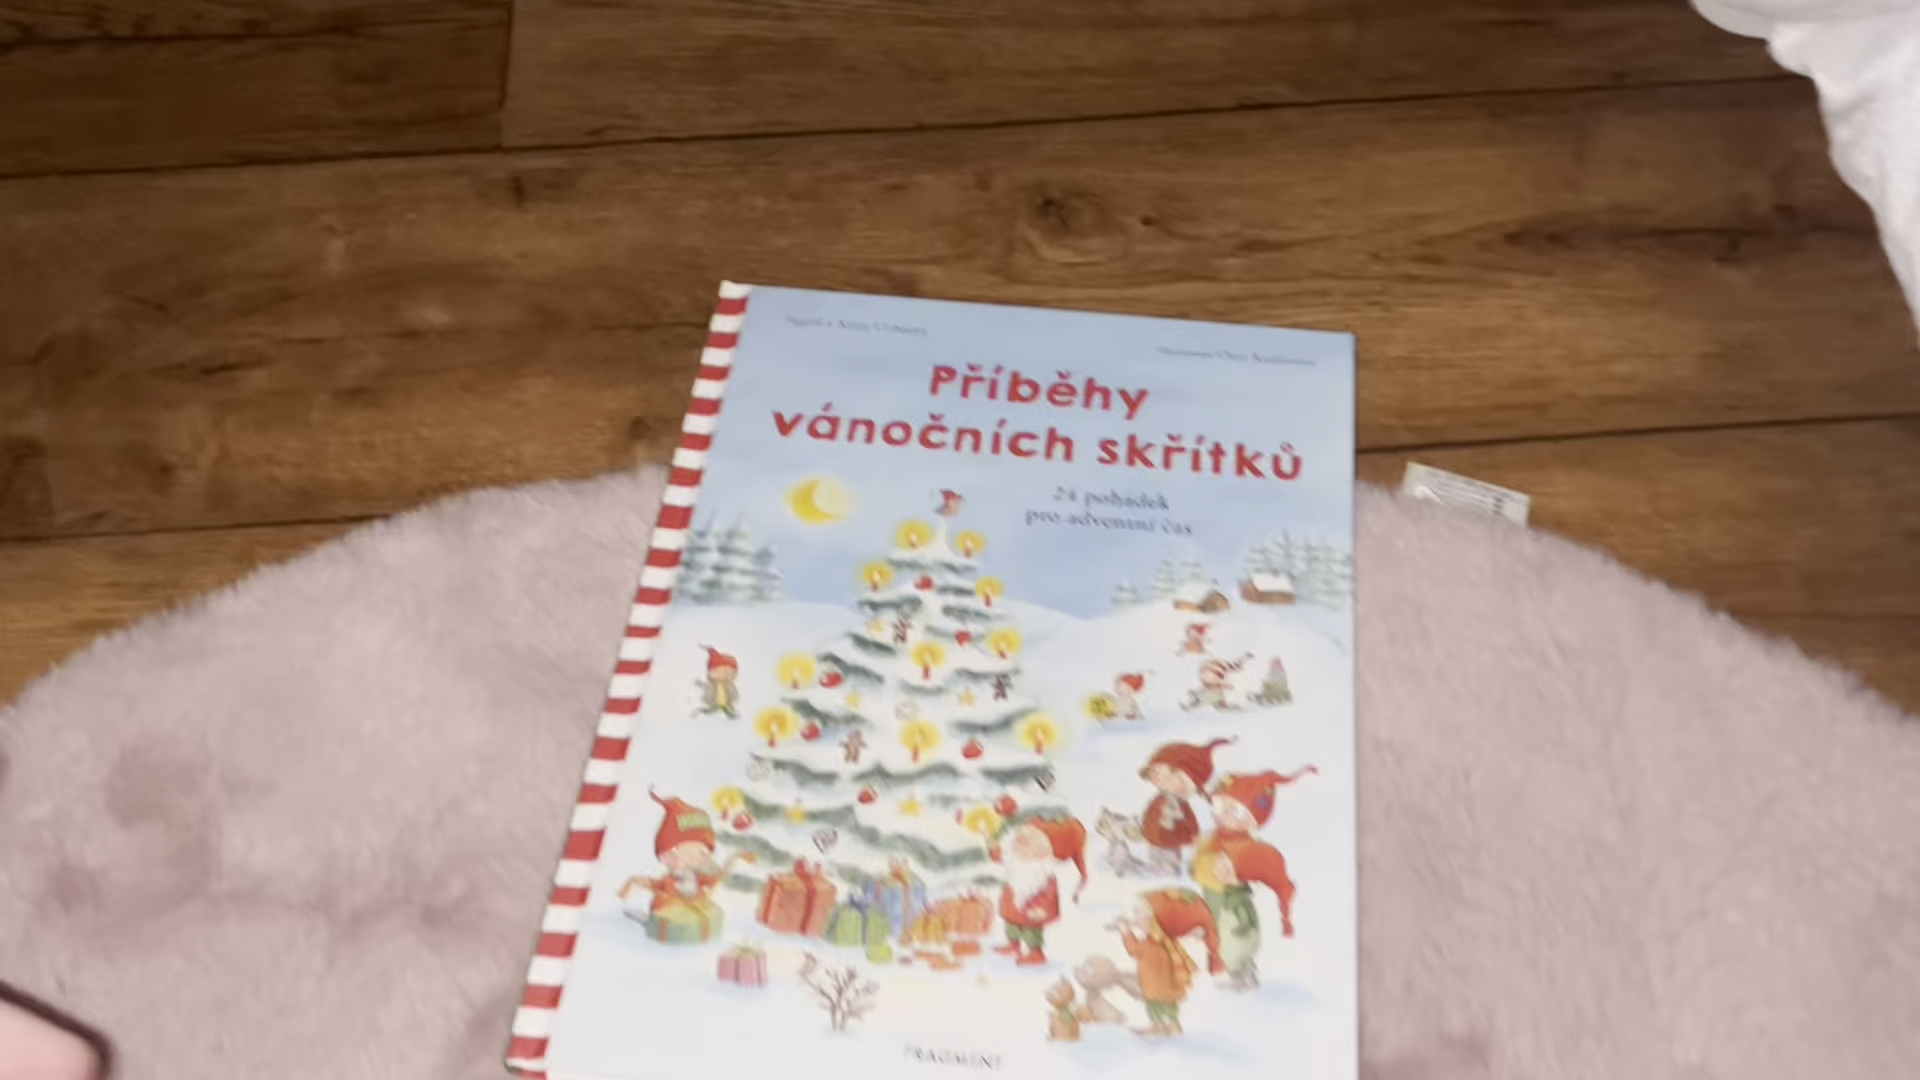 Příběhy
vánočních skřítků
24 pohádek
pro adventní čas
FRAGMENT